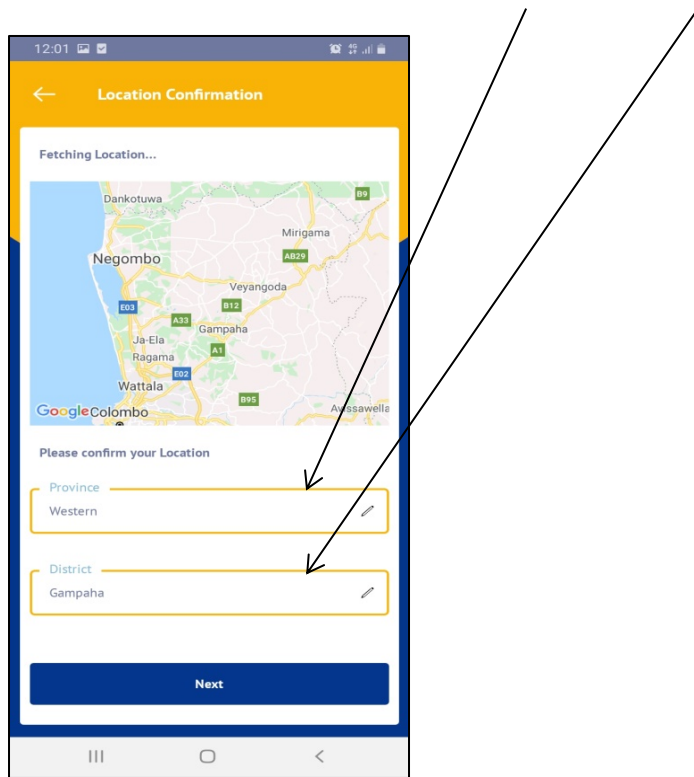 12:01
Location Confirmation
Fetching Location...
Dankotuwa
B9
Mirigama
Negombo
AB29
Veyangoda
E03
B12
A33
Gampaha
Ja-Ela
A1
Ragama
E02
Wattala
B95
Google
Colombo
Avissawella
Please confirm your Location
Province
Western
District
Gampaha
Next